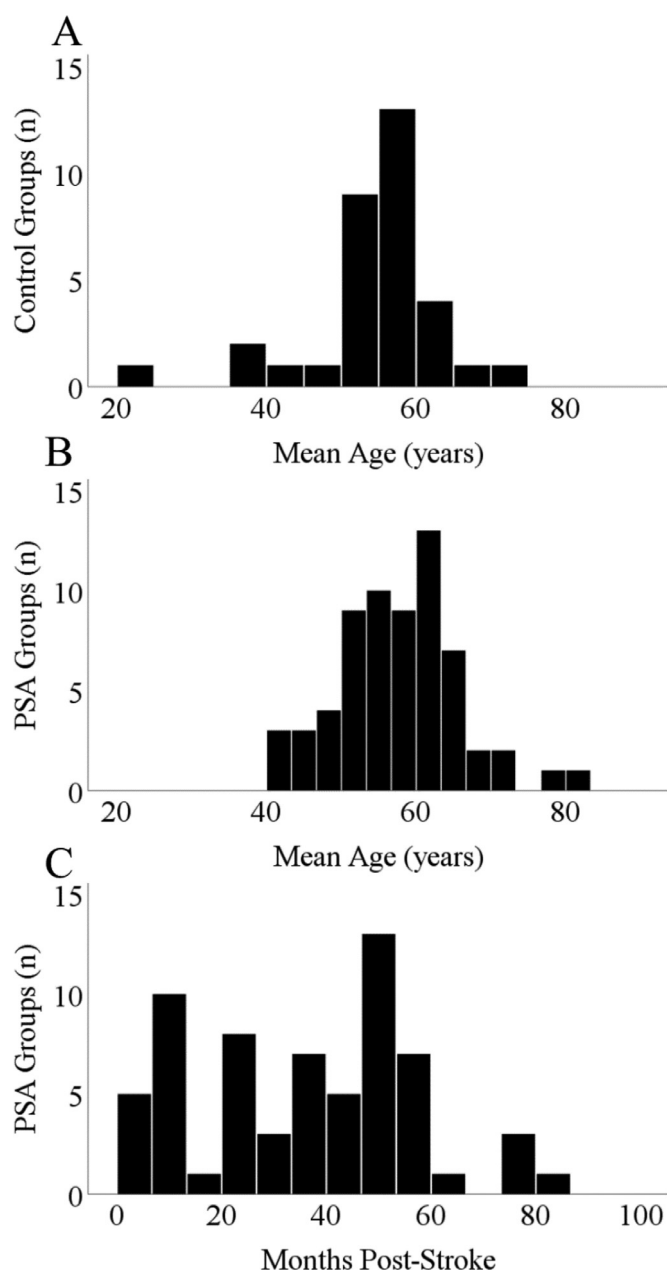 A
15
10
5
0
Control Groups (n)
20 40 60 80
Mean Age (years)
B
15
10
5
0
PSA Groups (n)
20 40 60 80
Mean Age (years)
C
15
10
5
0
PSA Groups (n)
0 20 40 60 80 100
Months Post-Stroke